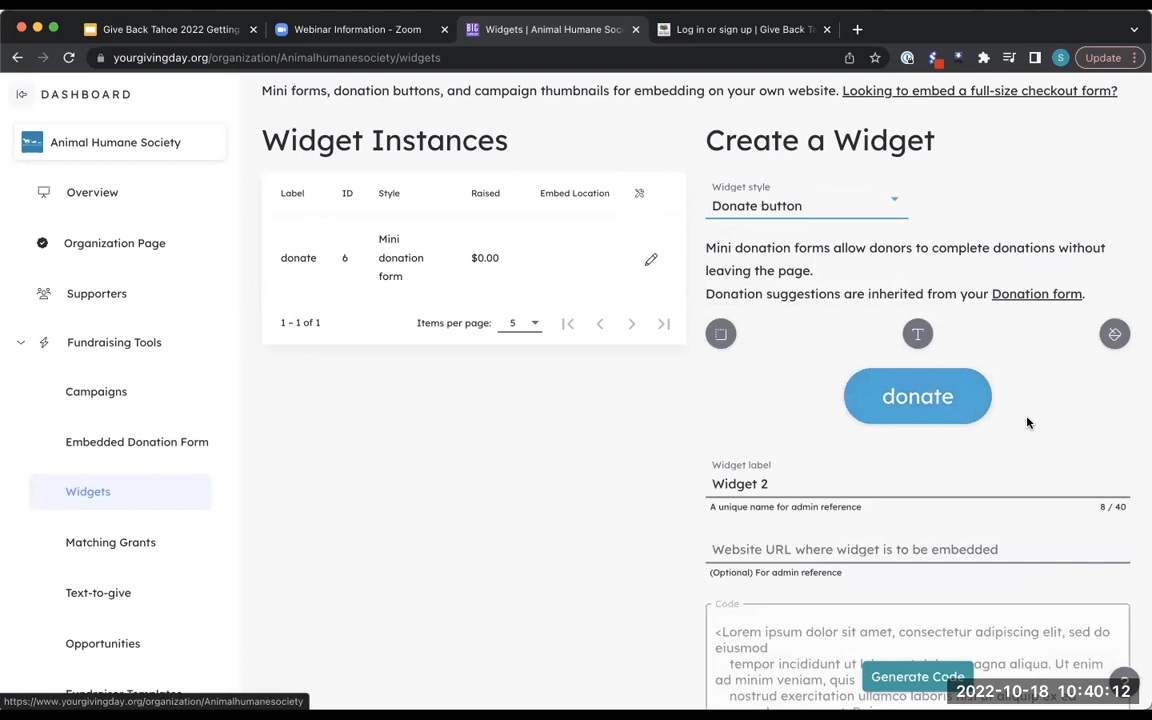 Give Back Tahoe 2022 Getting
Webinar Information - Zoom
Widgets | Animal Humane Soc
Log in or sign up | Give Back T
yourgivingday.org/organization/Animalhumanesociety/widgets
S
Update
DASHBOARD
Animal Humane Society
Overview
Organization Page
Supporters
Fundraising Tools
Campaigns
Embedded Donation Form
Widgets
Matching Grants
Text-to-give
Opportunities
Fundraiser Templates
https://www.yourgivingday.org/organization/Animalhumanesociety
Mini forms, donation buttons, and campaign thumbnails for embedding on your own website. Looking to embed a full-size checkout form?
Widget Instances
Label ID Style Raised Embed Location
donate 6 Mini donation form $0.00
1 – 1 of 1 Items per page: 5
Create a Widget
Widget style
Donate button
Mini donation forms allow donors to complete donations without
leaving the page.
Donation suggestions are inherited from your Donation form.
donate
Widget label
Widget 2
A unique name for admin reference 8 / 40
Website URL where widget is to be embedded
(Optional) For admin reference
Code
<Lorem ipsum dolor sit amet, consectetur adipiscing elit, sed do
eiusmod
tempor incididunt ut magna aliqua. Ut enim
ad minim veniam, quis
nostrud exercitation ullamco
Generate Code
2022-10-18 10:40:12